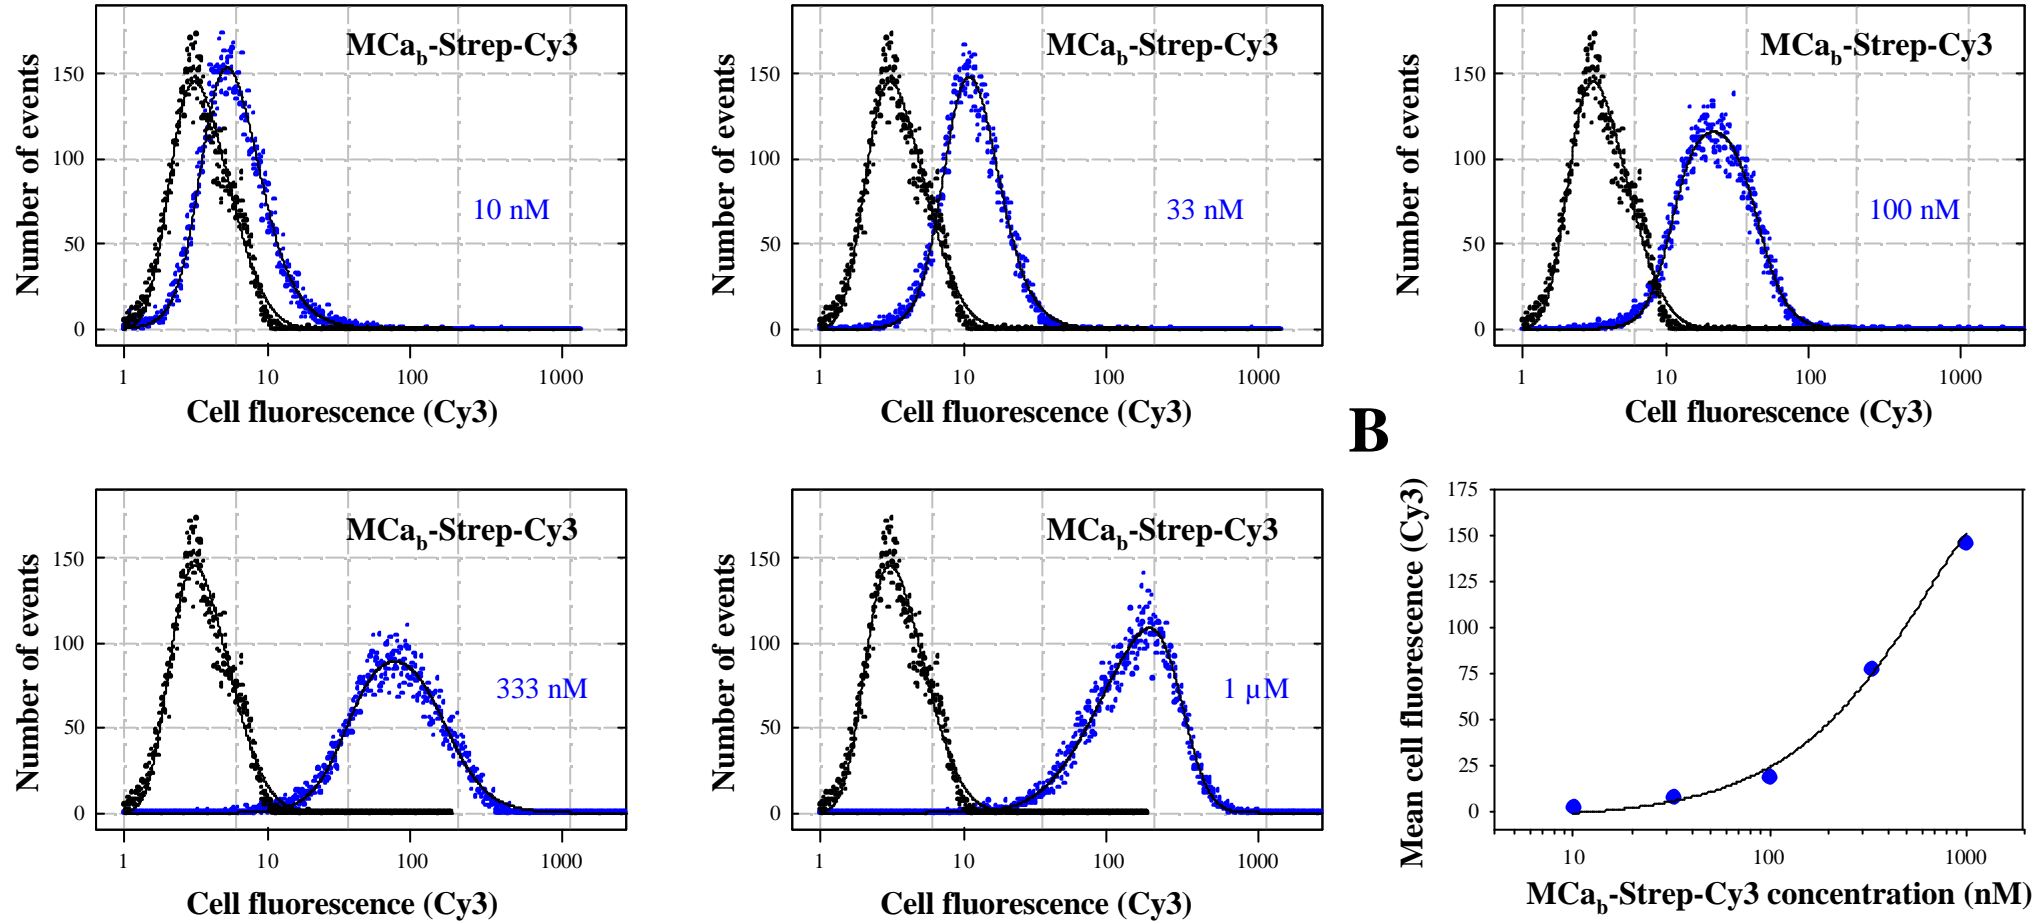 MCab-Strep-Cy3
10 nM
Number of events
150
100
50
0
1 10 100 1000
Cell fluorescence (Cy3)
MCab-Strep-Cy3
33 nM
Number of events
150
100
50
0
1 10 100 1000
Cell fluorescence (Cy3)
MCab-Strep-Cy3
100 nM
Number of events
150
100
50
0
1 10 100 1000
Cell fluorescence (Cy3)
MCab-Strep-Cy3
333 nM
Number of events
150
100
50
0
1 10 100 1000
Cell fluorescence (Cy3)
MCab-Strep-Cy3
1 µM
Number of events
150
100
50
0
1 10 100 1000
Cell fluorescence (Cy3)
B
Mean cell fluorescence (Cy3)
175
150
125
100
75
50
25
0
10 100 1000
MCab-Strep-Cy3 concentration (nM)